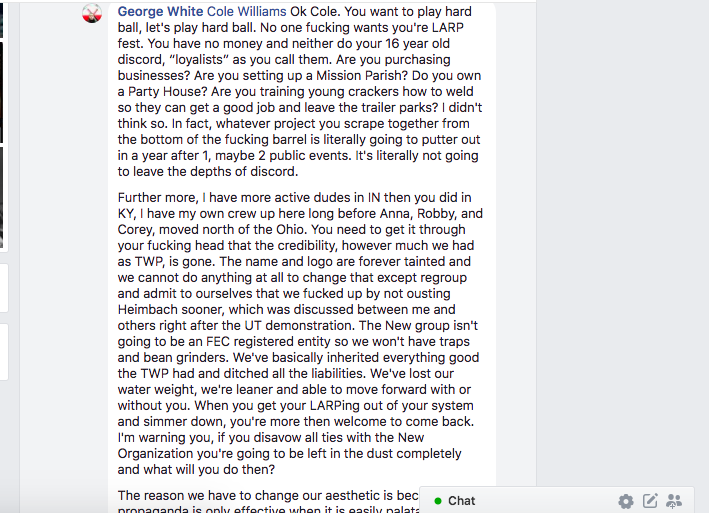 George White Cole Williams Ok Cole. You want to play hard
ball, let's play hard ball. No one fucking wants you're LARP
fest. You have no money and neither do your 16 year old
discord, “loyalists” as you call them. Are you purchasing
businesses? Are you setting up a Mission Parish? Do you own
a Party House? Are you training young crackers how to weld
so they can get a good job and leave the trailer parks? I didn't
think so. In fact, whatever project you scrape together from
the bottom of the fucking barrel is literally going to putter out
in a year after 1, maybe 2 public events. It's literally not going
to leave the depths of discord.
Further more, I have more active dudes in IN then you did in
KY, I have my own crew up here long before Anna, Robby, and
Corey, moved north of the Ohio. You need to get it through
your fucking head that the credibility, however much we had
as TWP, is gone. The name and logo are forever tainted and
we cannot do anything at all to change that except regroup
and admit to ourselves that we fucked up by not ousting
Heimbach sooner, which was discussed between me and
others right after the UT demonstration. The New group isn't
going to be an FEC registered entity so we won't have traps
and bean grinders. We've basically inherited everything good
the TWP had and ditched all the liabilities. We've lost our
water weight, we're leaner and able to move forward with or
without you. When you get your LARPing out of your system
and simmer down, you're more then welcome to come back.
I'm warning you, if you disavow all ties with the New
Organization you're going to be left in the dust completely
and what will you do then?
The reason we have to change our aesthetic is bec
propaganda is only effective when it is easily palata
Chat